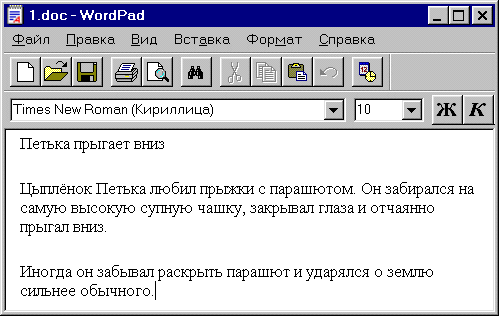 1.doc - WordPad
Файл Правка Вид Вставка Формат Справка
12
Times New Roman (Кириллица) 10 Ж К
Петька прыгает вниз
Цыплёнок Петька любил прыжки с парашютом. Он забирался на
самую высокую супную чашку, закрывал глаза и отчаянно
прыгал вниз.
Иногда он забывал раскрыть парашют и ударялся о землю
сильнее обычного.